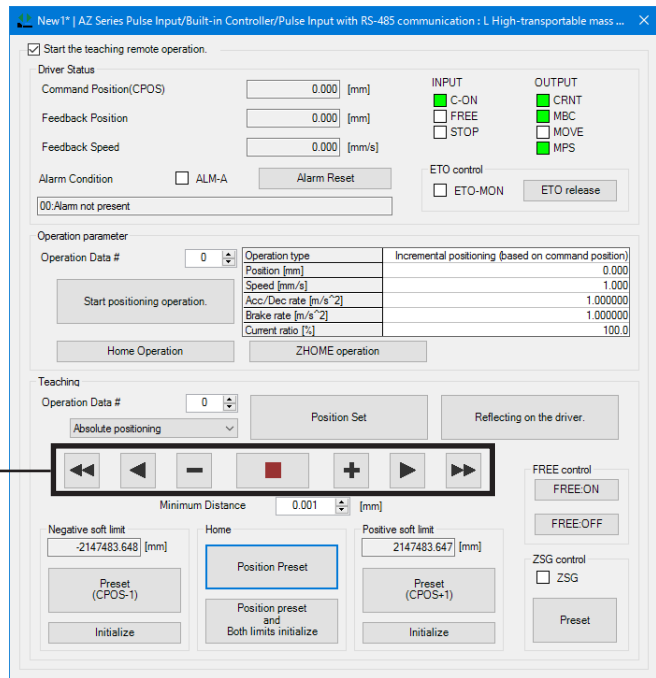 New1* | AZ Series Pulse Input/Built-in Controller/Pulse Input with RS-485 communication : L High-transportable mass ...
Start the teaching remote operation.
Driver Status
Command Position(CPOS) 0.000 [mm]
Feedback Position 0.000 [mm]
Feedback Speed 0.000 [mm/s]
INPUT
C-ON
FREE
STOP
OUTPUT
CRNT
MBC
MOVE
MPS
Alarm Condition ALM-A Alarm Reset
00:Alarm not present
ETO control
ETO-MON ETO release
Operation parameter
Operation Data # 0
Start positioning operation.
Operation type Incremental positioning (based on command position)
Position [mm] 0.000
Speed [mm/s] 1.000
Acc/Dec rate [m/s^2] 1.000000
Brake rate [m/s^2] 1.000000
Current ratio [%] 100.0
Home Operation ZHOME operation
Teaching
Operation Data # 0
Absolute positioning
Position Set Reflecting on the driver.
Minimum Distance 0.001 [mm]
FREE control
FREE:ON
FREE:OFF
Negative soft limit
-2147483.648 [mm]
Preset
(CPOS-1)
Initialize
Home
Position Preset
Position preset
and
Both limits initialize
Positive soft limit
2147483.647 [mm]
Preset
(CPOS+1)
Initialize
ZSG control
ZSG
Preset